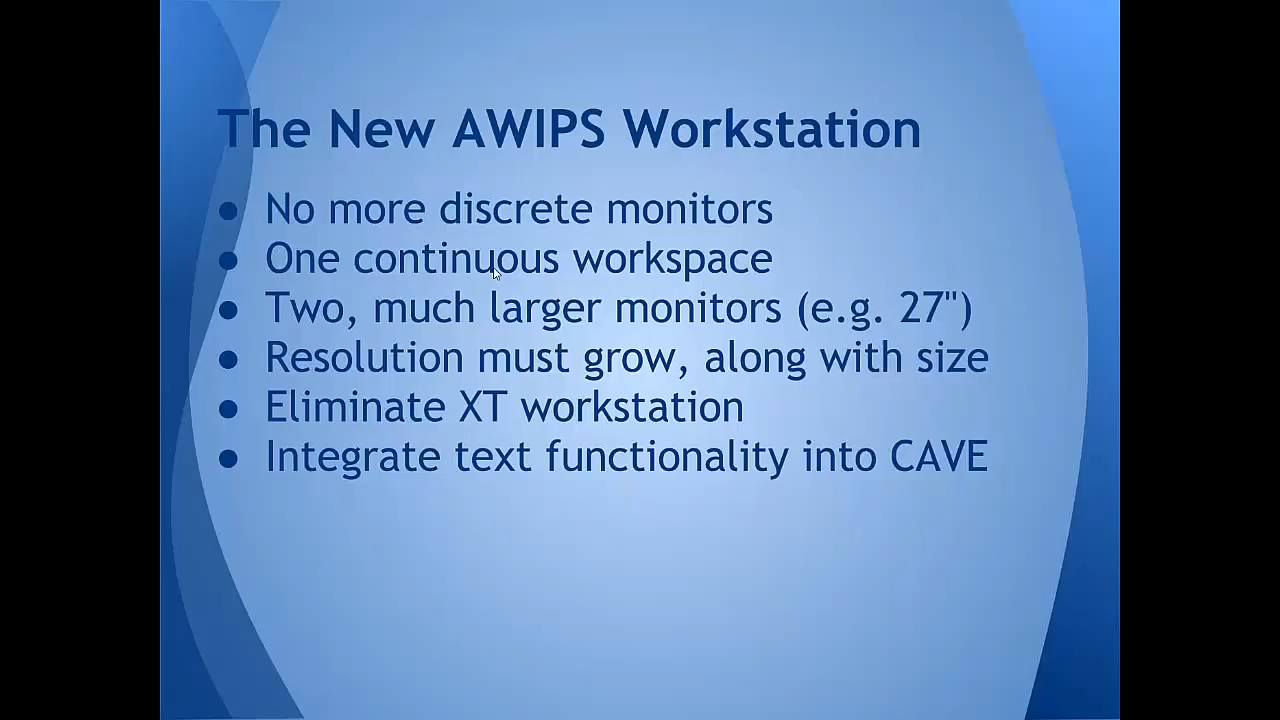 The New AWIPS Workstation
● No more discrete monitors
● One continuous workspace
● Two, much larger monitors (e.g. 27")
● Resolution must grow, along with size
● Eliminate XT workstation
● Integrate text functionality into CAVE